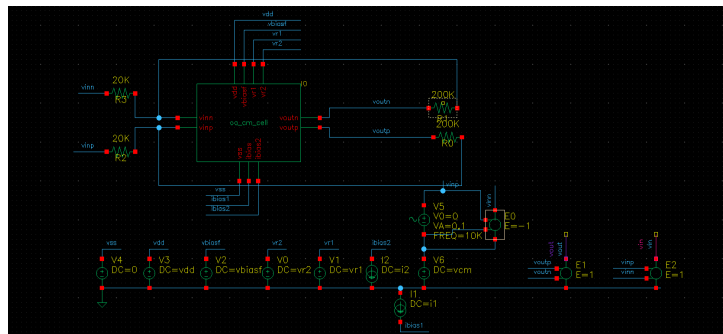 vdd
vbiasf
vr1
vr2
I0
vinn
20K
R3
vdd
vbiasf
vr1
vr2
voutn
200K
R1
vinn
vinp
oa_cm_cell
voutn
voutp
voutp
200K
R0
20K
R2
vinp
vss
ibias
ibias2
vss
ibias1
ibias2
vinp
vinn
V5
V0=0
VA=0.1
FREQ=10K
E0
E=-1
vss
vdd
vbiasf
vr2
vr1
ibias2
V4
DC=0
V3
DC=vdd
V2
DC=vbiasf
V0
DC=vr2
V1
DC=vr1
I2
DC=i2
V6
DC=vcm
vout
vout
voutp
voutn
E1
E=1
vin
vin
vinp
vinn
E2
E=1
I1
DC=i1
ibias1